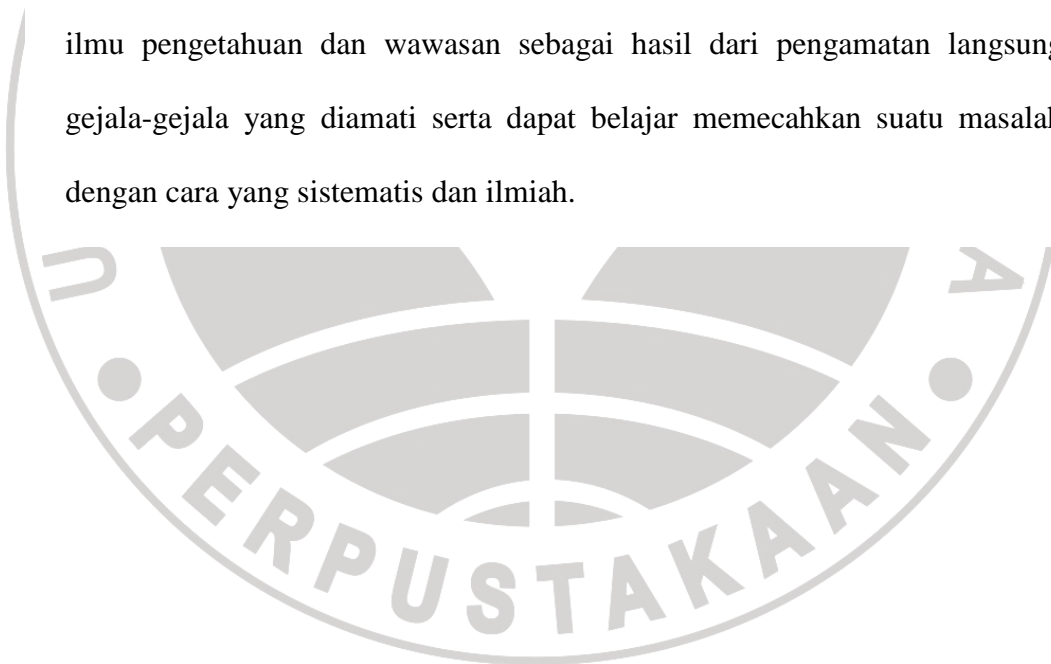 ilmu pengetahuan dan wawasan sebagai hasil dari pengamatan langsung
gejala-gejala yang diamati serta dapat belajar memecahkan suatu masalah
dengan cara yang sistematis dan ilmiah.
U A
PERPUSTAKAAN